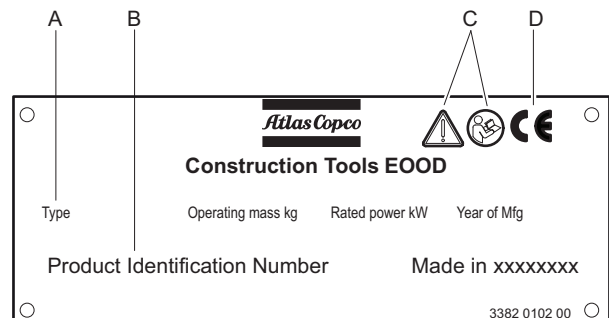 A B C D
Atlas Copco
CE
Construction Tools EOOD
Type Operating mass kg Rated power kW Year of Mfg
Product Identification Number Made in xxxxxxxx
3382 0102 00